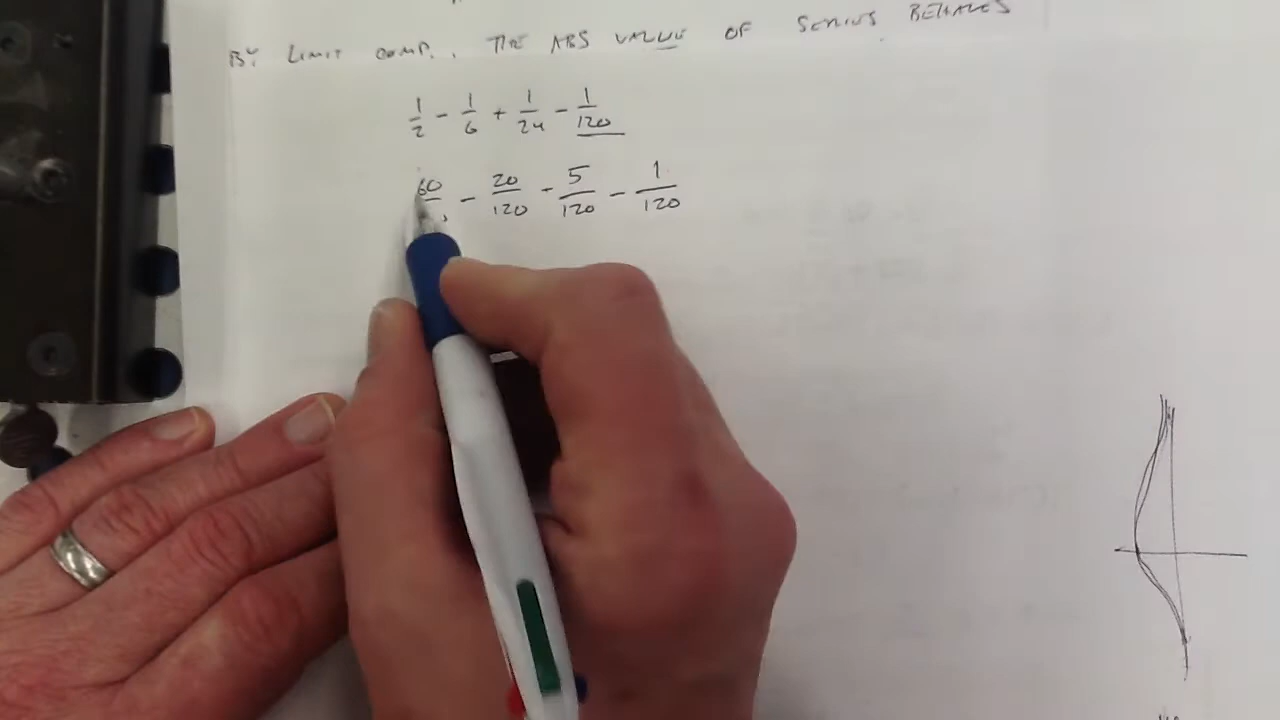 BY LIMIT COMP., THE ABS VALUE OF SERIES BEHAVES
1/2 - 1/6 + 1/24 - 1/120
60/ - 20/120 + 5/120 - 1/120